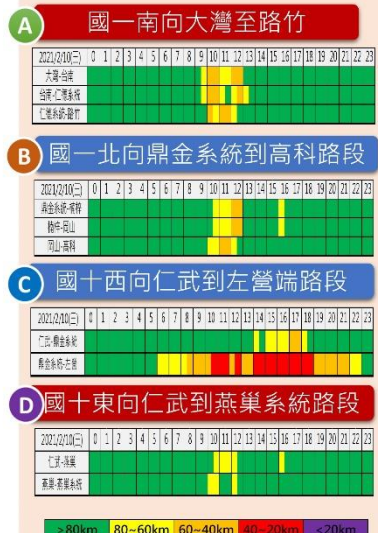 A 國一南向大灣至路竹
2021/2/10(三) 0 1 2 3 4 5 6 7 8 9 10 11 12 13 14 15 16 17 18 19 20 21 22 23
大灣-台南
台南-仁德系統
仁德系統-路竹
B 國一北向鼎金系統到高科路段
2021/2/10(三) 0 1 2 3 4 5 6 7 8 9 10 11 12 13 14 15 16 17 18 19 20 21 22 23
鼎金系統-楠梓
楠梓-岡山
岡山-高科
C 國十西向仁武到左營端路段
2021/2/10(三) 0 1 2 3 4 5 6 7 8 9 10 11 12 13 14 15 16 17 18 19 20 21 22 23
仁武-鼎金系統
鼎金系統-左營
D 國十東向仁武到燕巢系統路段
2021/2/10(三) 0 1 2 3 4 5 6 7 8 9 10 11 12 13 14 15 16 17 18 19 20 21 22 23
仁武-燕巢
燕巢-燕巢系統
>80km 80~60km 60~40km 40~20km <20km